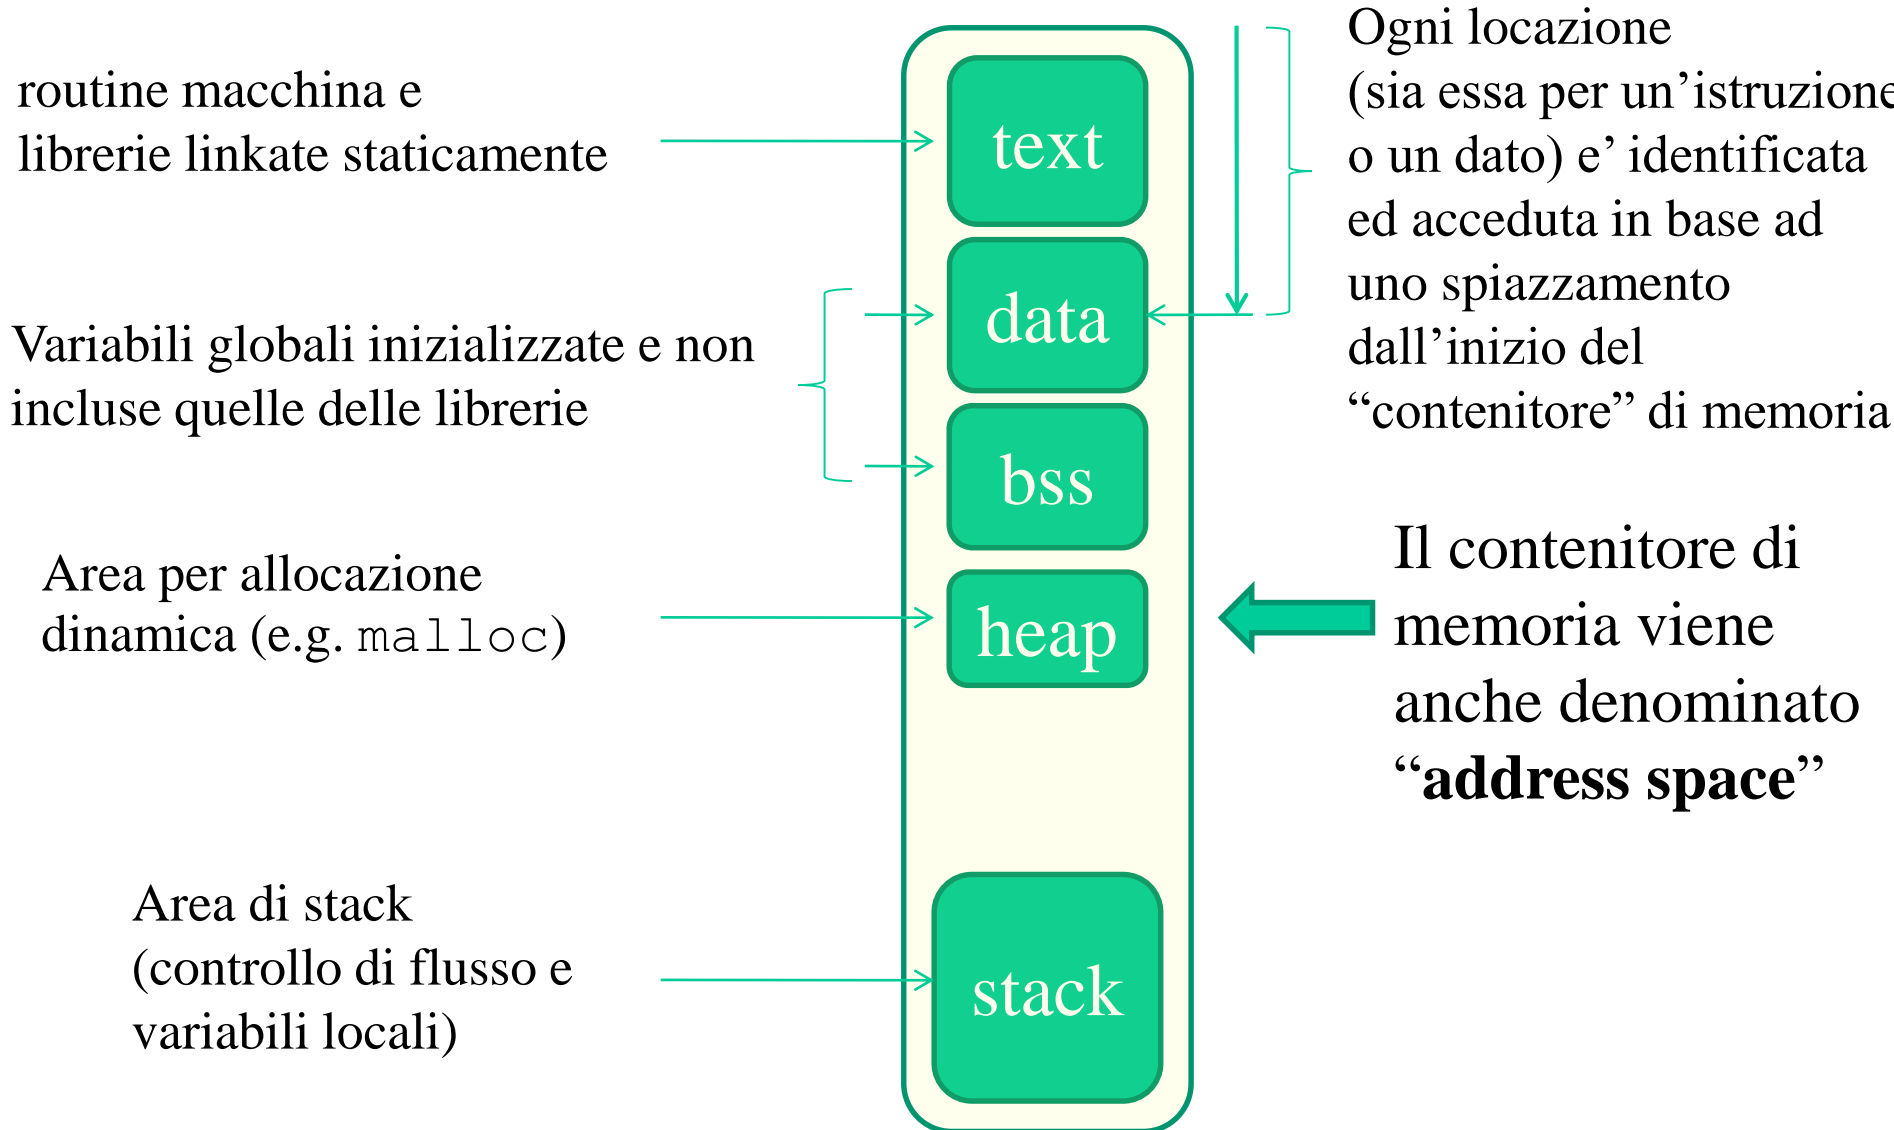 routine macchina e
librerie linkate staticamente
Variabili globali inizializzate e non
incluse quelle delle librerie
Area per allocazione
dinamica (e.g. malloc)
Area di stack
(controllo di flusso e
variabili locali)
text
data
bss
heap
stack
Ogni locazione
(sia essa per un’istruzione
o un dato) e’ identificata
ed acceduta in base ad
uno spiazzamento
dall’inizio del
“contenitore” di memoria
Il contenitore di
memoria viene
anche denominato
“address space”